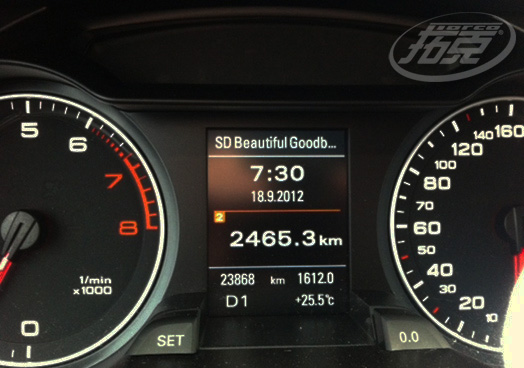 parco
拓克
SD Beautiful Goodb...
7:30
18.9.2012
2
2465.3 km
23868 km 1612.0
D1 +25.5°C
5
6
7
8
1/min
x1000
0
SET
0.0
160
140
120
100
80
60
50
40
30
20
10